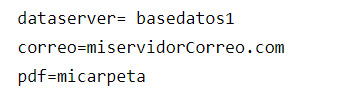 dataserver= basedatos1
correo=miservidorCorreo.com
pdf=micarpeta